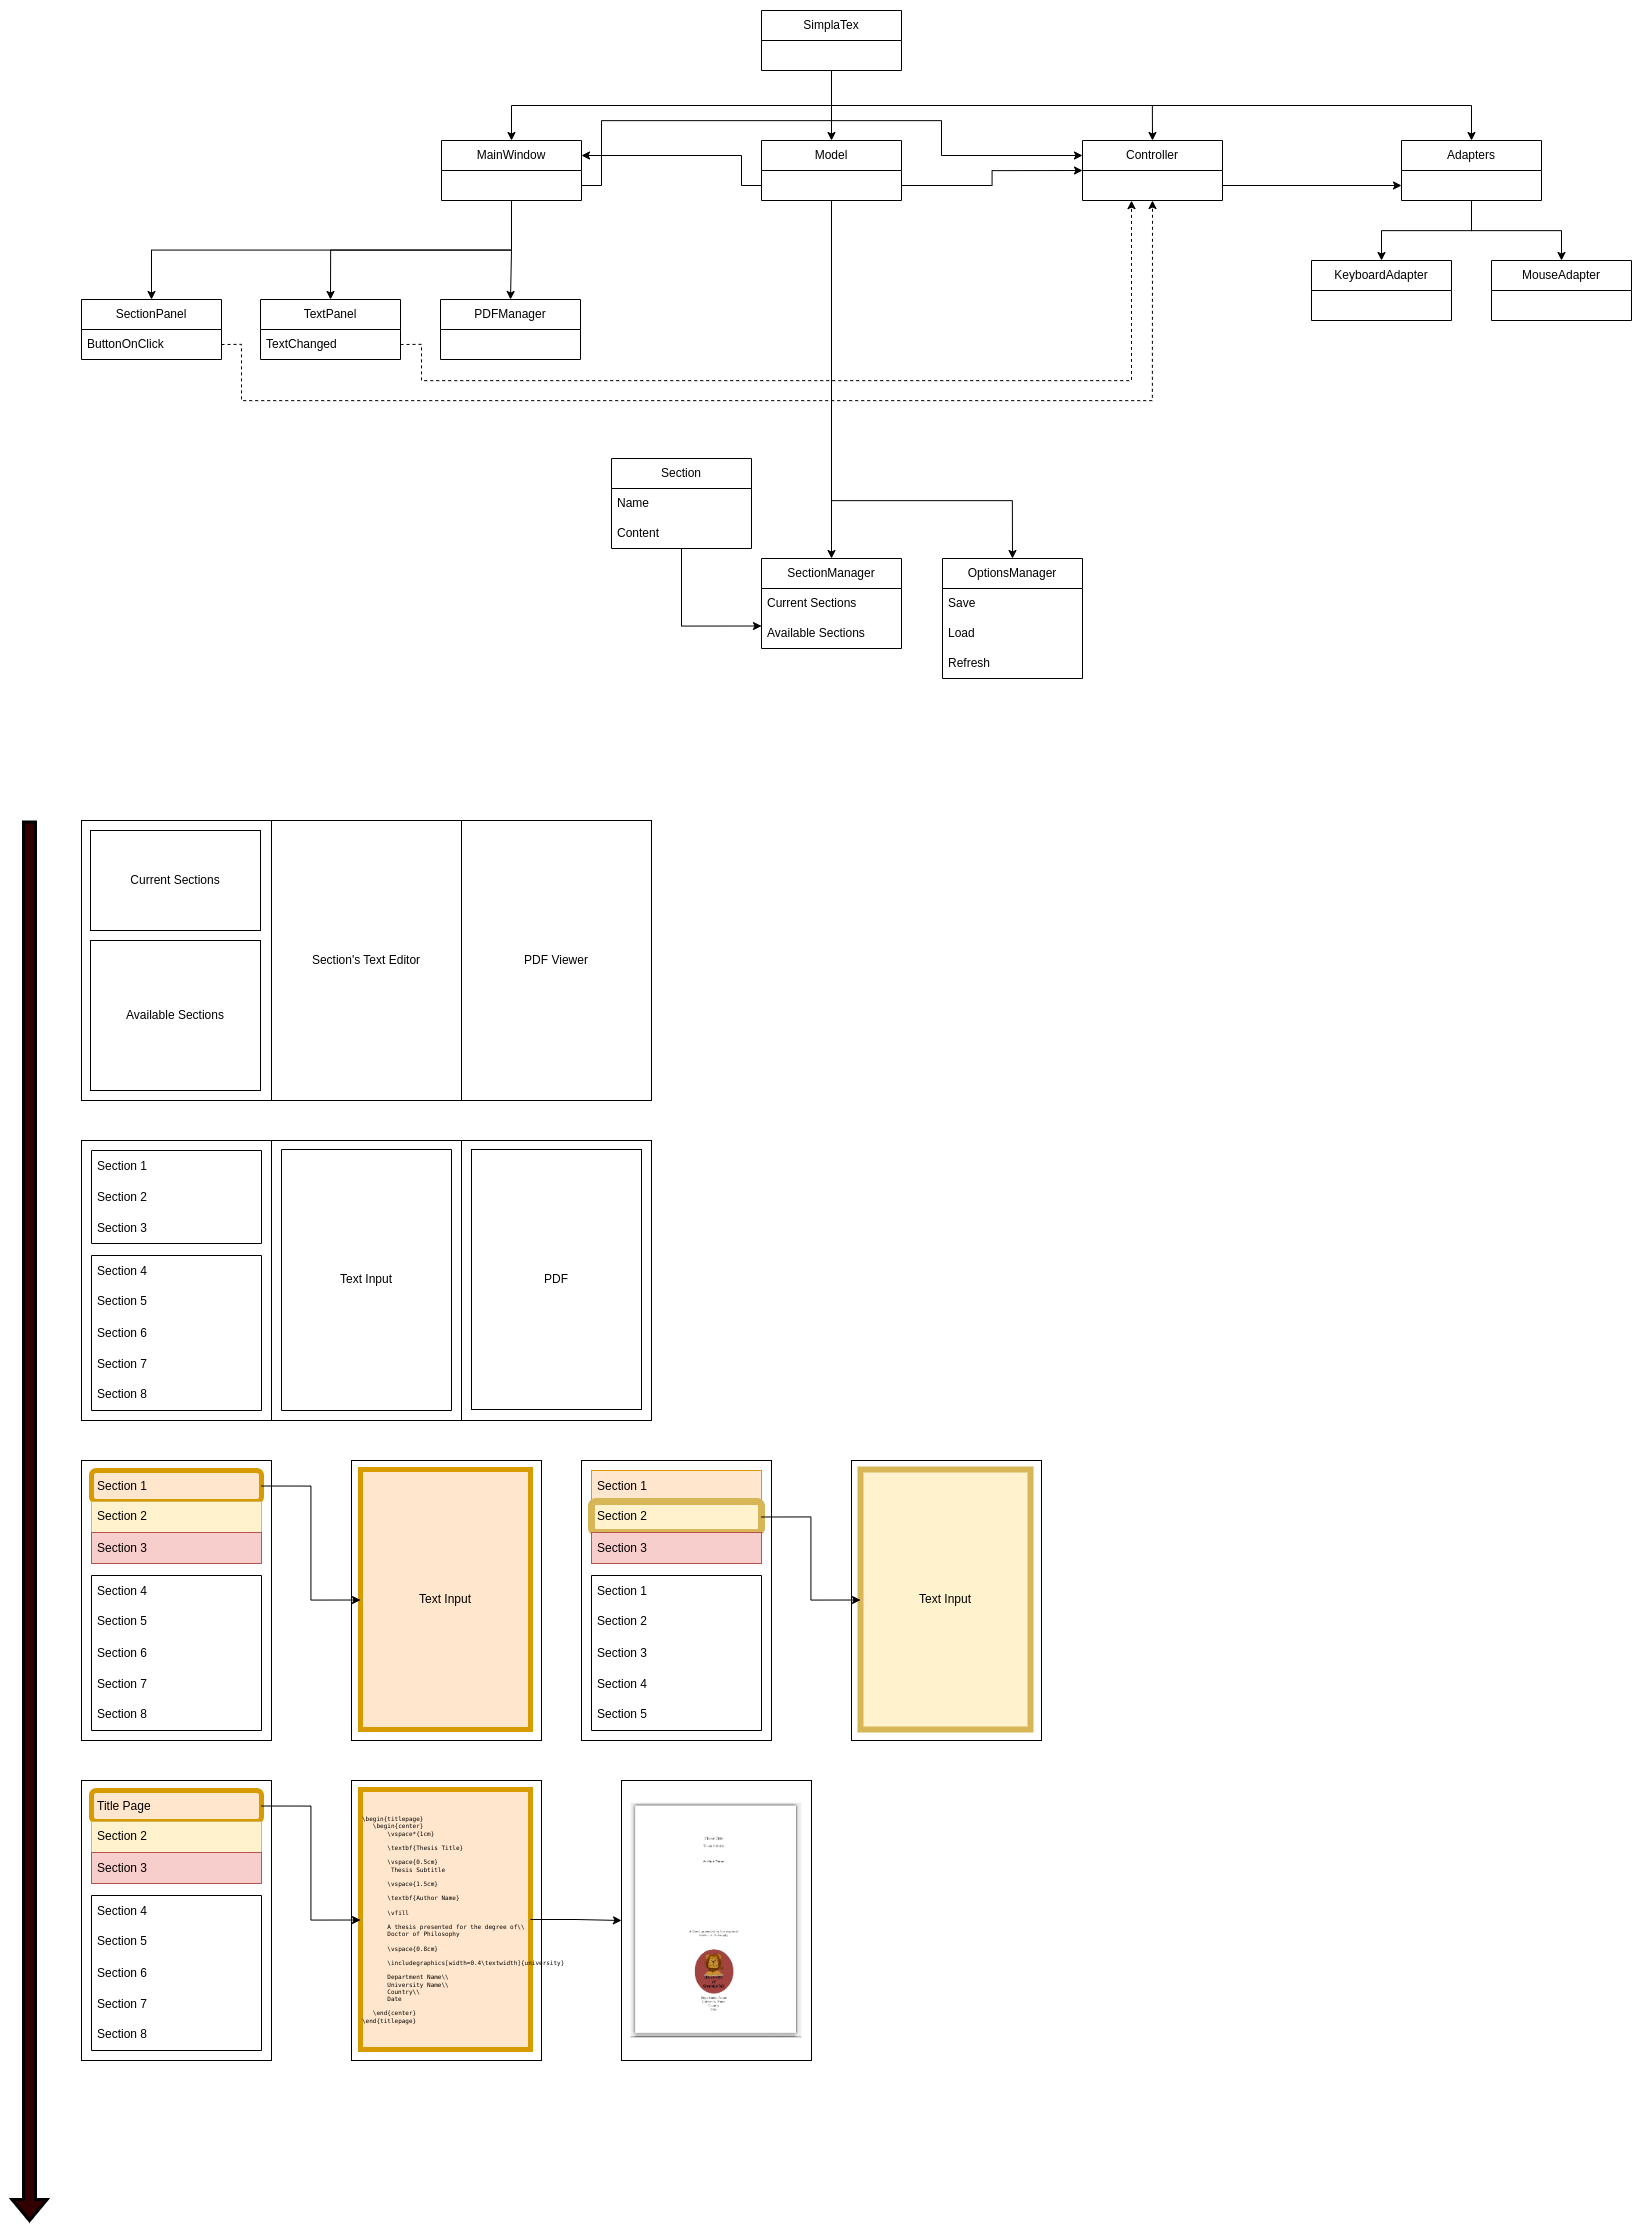 SimplaTex
MainWindow
Model
Controller
Adapters
KeyboardAdapter
MouseAdapter
SectionPanel
TextPanel
PDFManager
ButtonOnClick
TextChanged
Section
Name
Content
SectionManager
OptionsManager
Current Sections
Save
Available Sections
Load
Refresh
Current Sections
Available Sections
Section's Text Editor
PDF Viewer
Section 1
Section 2
Section 3
Section 4
Section 5
Section 6
Section 7
Section 8
Text Input
PDF
Section 1
Section 2
Section 3
Section 4
Section 5
Section 6
Section 7
Section 8
Text Input
Section 1
Section 2
Section 3
Section 1
Section 2
Section 3
Section 4
Section 5
Text Input
Title Page
Section 2
Section 3
Section 4
Section 5
Section 6
Section 7
Section 8
\begin{titlepage}
\begin{center}
\vspace*{1cm}
\textbf{Thesis Title}
\vspace{0.5cm}
Thesis Subtitle
\vspace{1.5cm}
\textbf{Author Name}
\vfill
A thesis presented for the degree of\\
Doctor of Philosophy
\vspace{0.8cm}
\includegraphics[width=0.4\textwidth]{university}
Department Name\\
University Name\\
Country\\
Date
\end{center}
\end{titlepage}